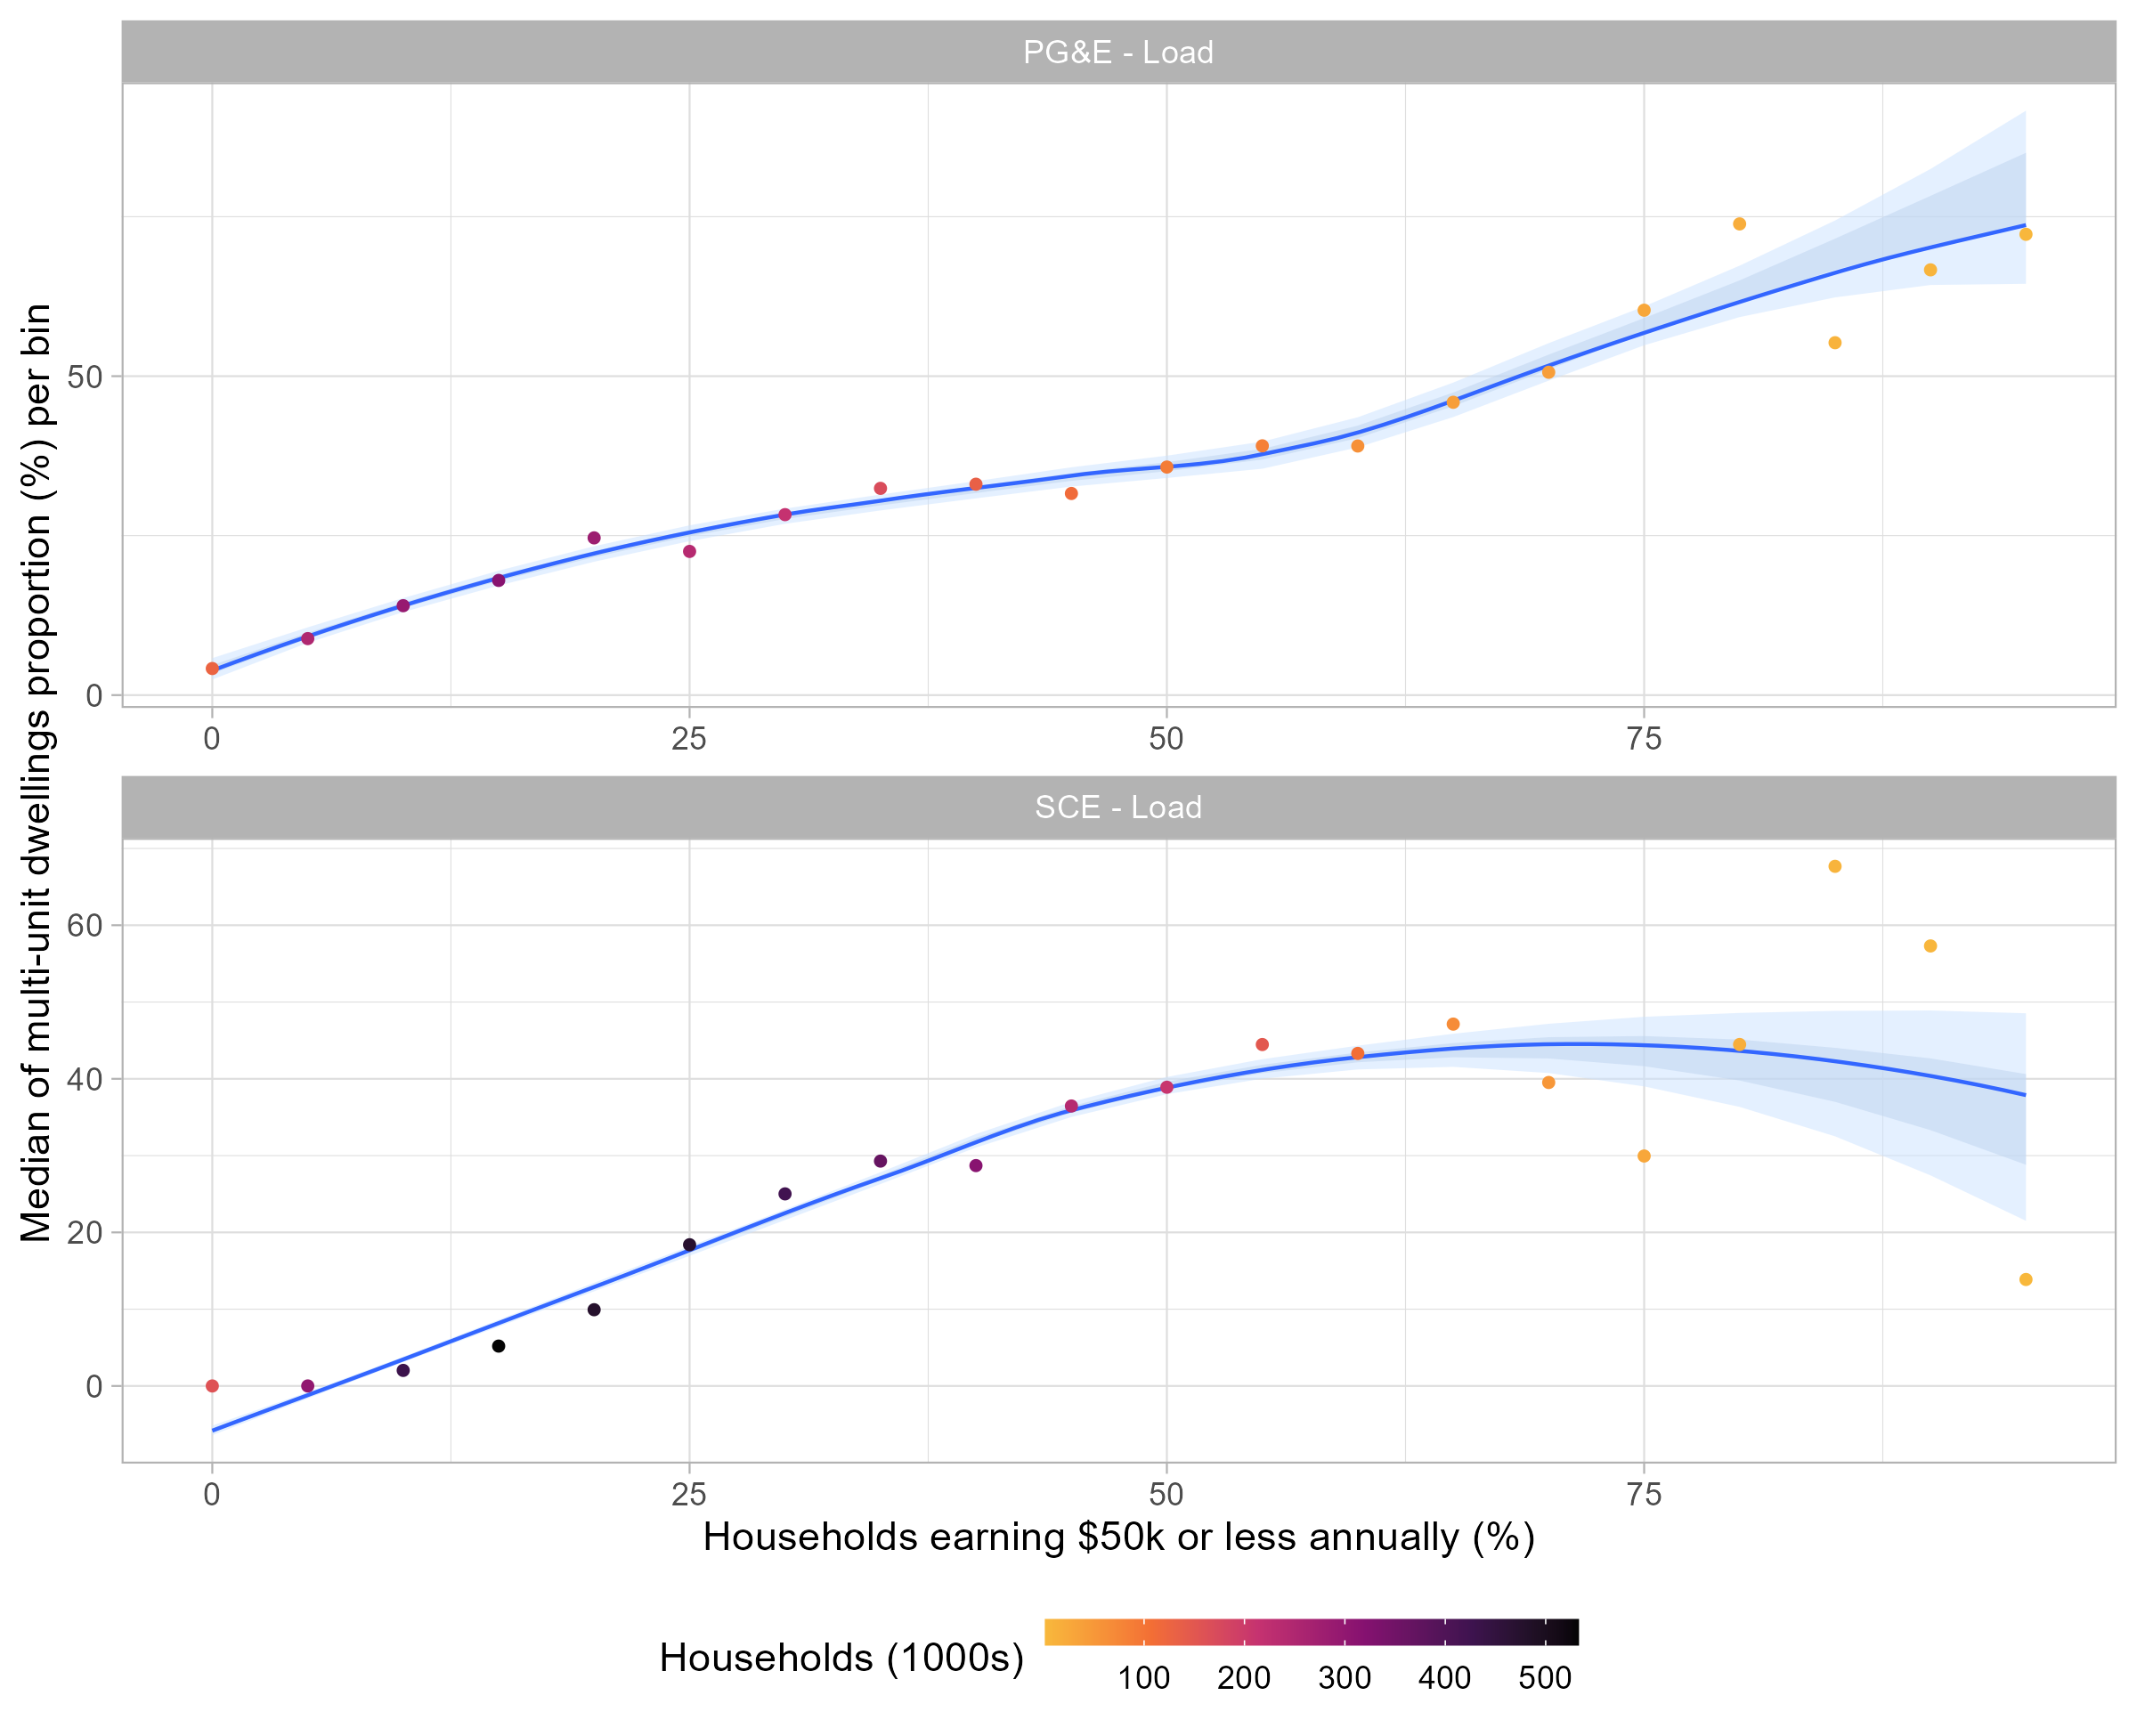 PG&E - Load
50
0
0 25 50 75
Median of multi-unit dwellings proportion (%) per bin
SCE - Load
60
40
20
0
0 25 50 75
Households earning $50k or less annually (%)
Households (1000s)
100 200 300 400 500